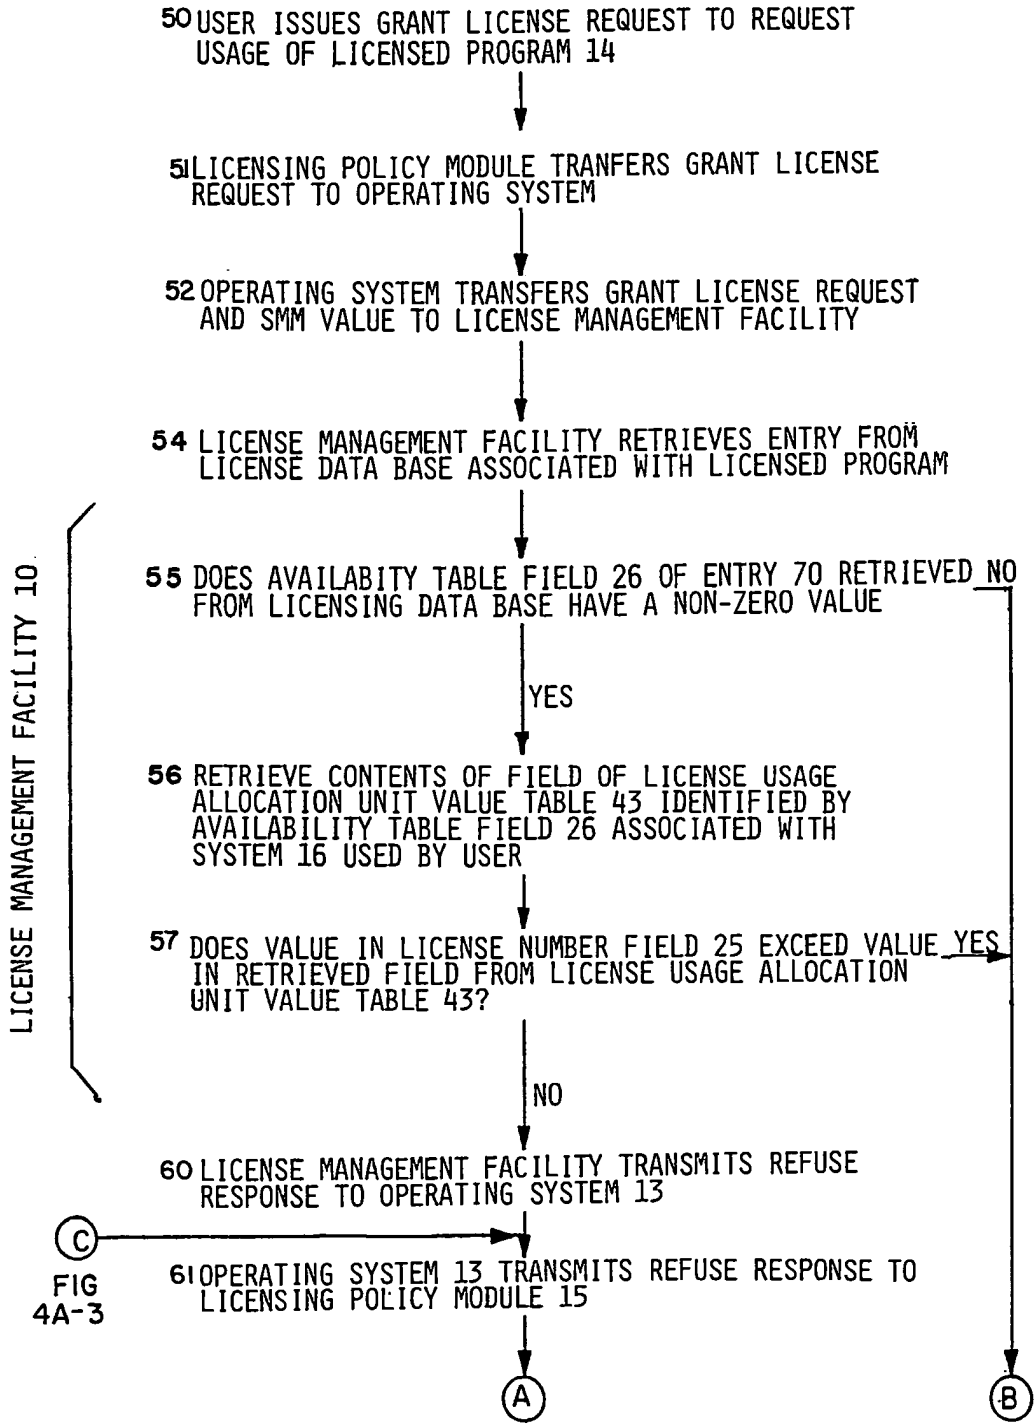 50 USER ISSUES GRANT LICENSE REQUEST TO REQUEST
USAGE OF LICENSED PROGRAM 14
51 LICENSING POLICY MODULE TRANFERS GRANT LICENSE
REQUEST TO OPERATING SYSTEM
52 OPERATING SYSTEM TRANSFERS GRANT LICENSE REQUEST
AND SMM VALUE TO LICENSE MANAGEMENT FACILITY
54 LICENSE MANAGEMENT FACILITY RETRIEVES ENTRY FROM
LICENSE DATA BASE ASSOCIATED WITH LICENSED PROGRAM
LICENSE MANAGEMENT FACILITY 10
55 DOES AVAILABITY TABLE FIELD 26 OF ENTRY 70 RETRIEVED NO
FROM LICENSING DATA BASE HAVE A NON-ZERO VALUE
YES
56 RETRIEVE CONTENTS OF FIELD OF LICENSE USAGE
ALLOCATION UNIT VALUE TABLE 43 IDENTIFIED BY
AVAILABILITY TABLE FIELD 26 ASSOCIATED WITH
SYSTEM 16 USED BY USER
57 DOES VALUE IN LICENSE NUMBER FIELD 25 EXCEED VALUE YES
IN RETRIEVED FIELD FROM LICENSE USAGE ALLOCATION
UNIT VALUE TABLE 43?
NO
60 LICENSE MANAGEMENT FACILITY TRANSMITS REFUSE
RESPONSE TO OPERATING SYSTEM 13
C
FIG
4A-3
61 OPERATING SYSTEM 13 TRANSMITS REFUSE RESPONSE TO
LICENSING POLICY MODULE 15
A
B